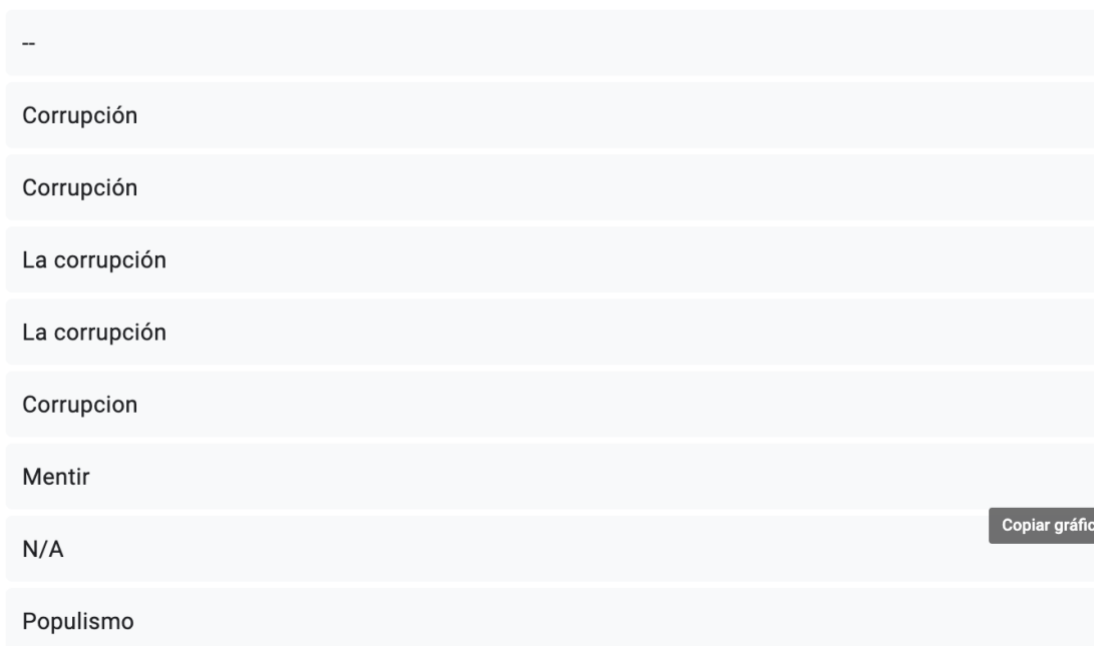 --
Corrupción
Corrupción
La corrupción
La corrupción
Corrupcion
Mentir
Copiar gráfic
N/A
Populismo